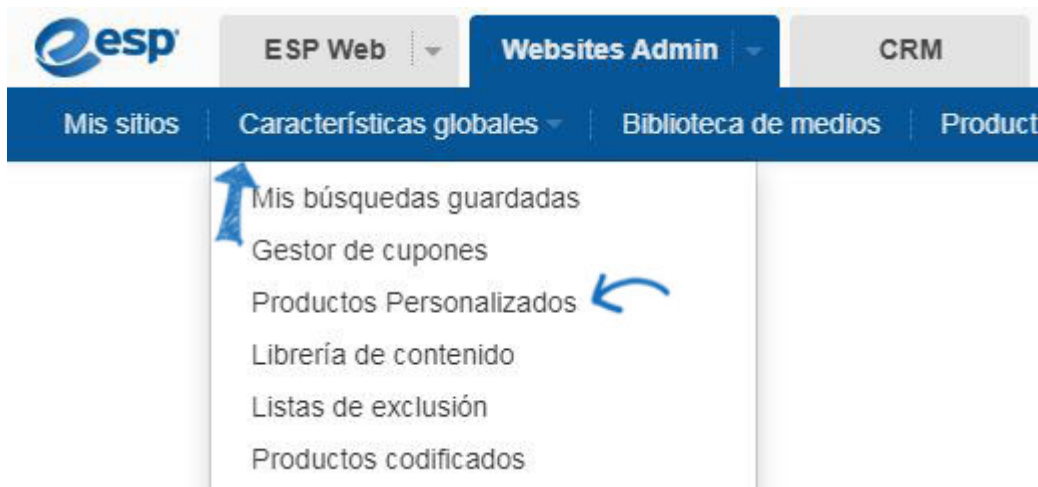 esp
ESP Web
Websites Admin
CRM
Mis sitios
Características globales
Biblioteca de medios
Product
Mis búsquedas guardadas
Gestor de cupones
Productos Personalizados
Librería de contenido
Listas de exclusión
Productos codificados